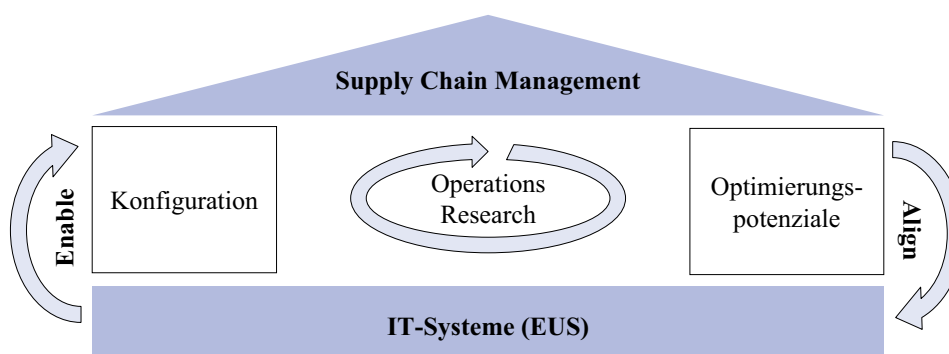 Supply Chain Management
Enable
Konfiguration
Operations
Research
Optimierungs-
potenziale
Align
IT-Systeme (EUS)